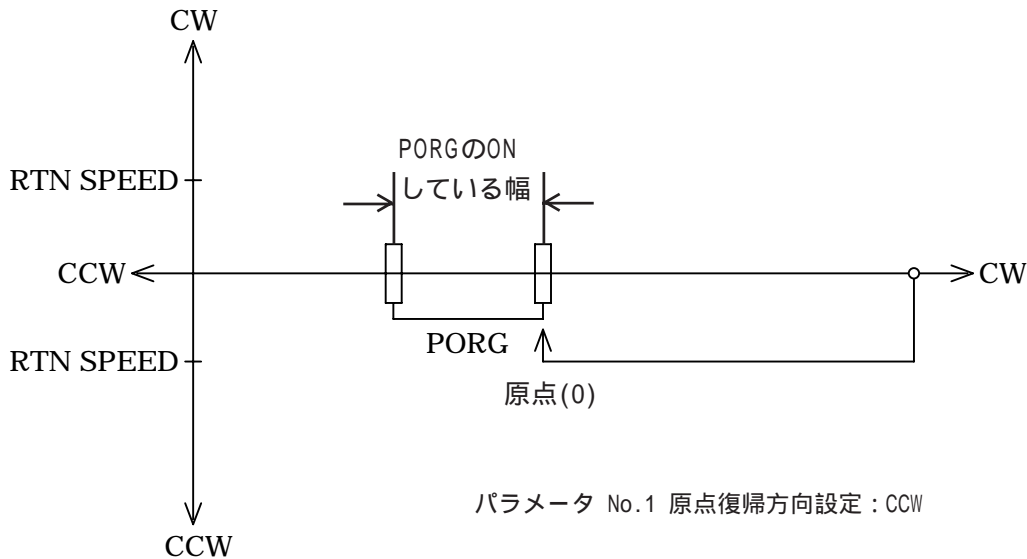 CW
PORGのON
している幅
RTN SPEED
CCW
CW
PORG
RTN SPEED
原点(0)
パラメータ No.1 原点復帰方向設定：CCW
CCW